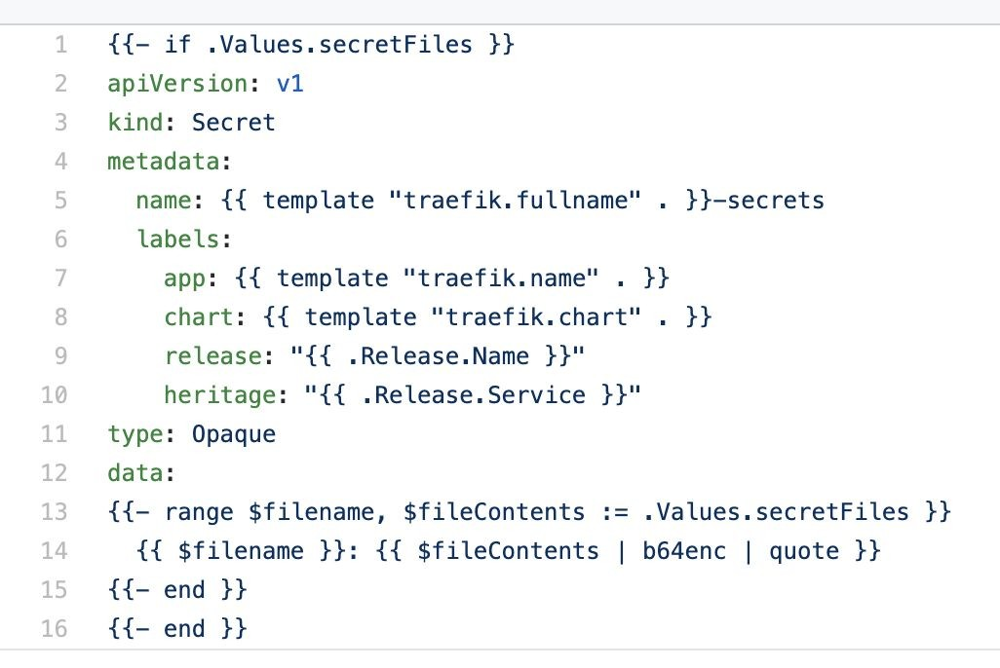 1 {{- if .Values.secretFiles }}
2 apiVersion: v1
3 kind: Secret
4 metadata:
5   name: {{ template "traefik.fullname" . }}-secrets
6   labels:
7     app: {{ template "traefik.name" . }}
8     chart: {{ template "traefik.chart" . }}
9     release: "{{ .Release.Name }}"
10     heritage: "{{ .Release.Service }}"
11 type: Opaque
12 data:
13 {{- range $filename, $fileContents := .Values.secretFiles }}
14   {{ $filename }}: {{ $fileContents | b64enc | quote }}
15 {{- end }}
16 {{- end }}